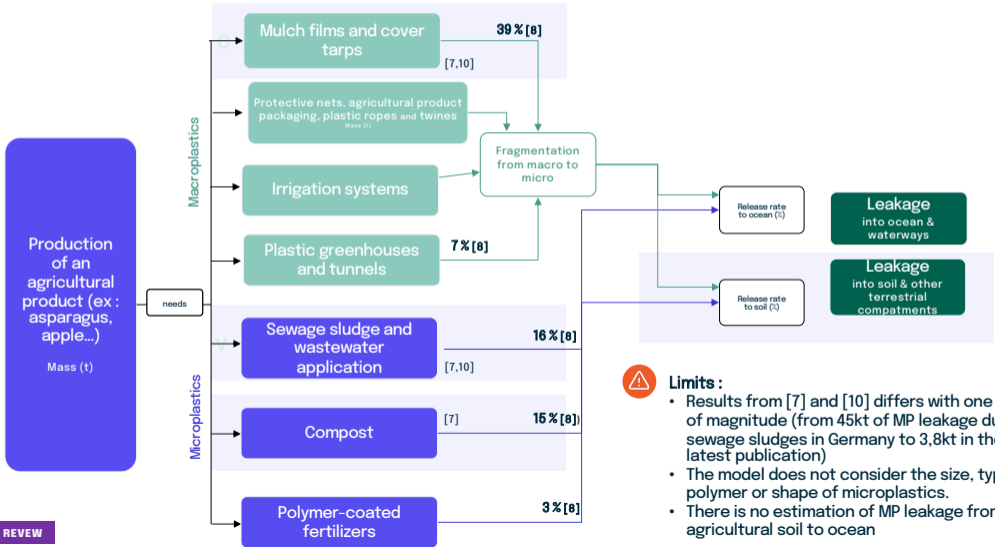 Mulch films and cover
tarps
39 % [8]
[7,10]
Protective nets, agricultural product
packaging, plastic ropes and twines
Mass (t)
Macroplastics
Fragmentation
from macro to
micro
Irrigation systems
Plastic greenhouses
and tunnels
7 % [8]
Production
of an
agricultural
product (ex :
asparagus,
apple...)
Mass (t)
needs
Release rate
to ocean (%)
Leakage
into ocean &
waterways
Release rate
to soil (%)
Leakage
into soil & other
terrestrial
compatments
Microplastics
Sewage sludge and
wastewater
application
16 % [8]
[7,10]
Compost
[7]
15 % [8])
Polymer-coated
fertilizers
3 % [8]
Limits :
• Results from [7] and [10] differs with one
of magnitude (from 45kt of MP leakage du
sewage sludges in Germany to 3,8kt in the
latest publication)
• The model does not consider the size, typ
polymer or shape of microplastics.
• There is no estimation of MP leakage from
agricultural soil to ocean
REVEW